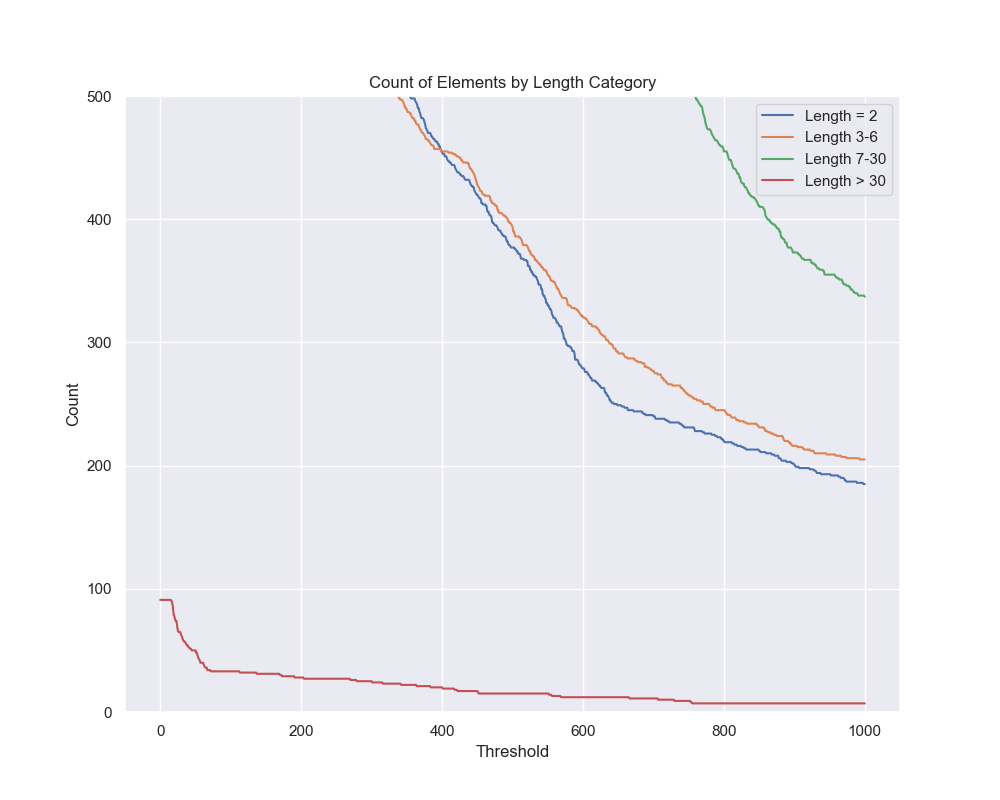 Count of Elements by Length Category
Length = 2
Length 3-6
Length 7-30
Length > 30
500
400
300
200
100
0
Count
0 200 400 600 800 1000
Threshold